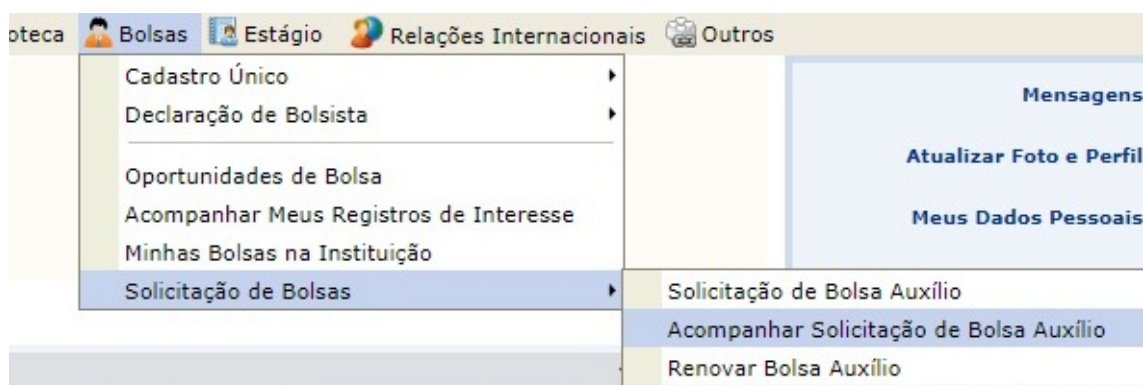 oteca Bolsas Estágio Relações Internacionais Outros
Cadastro Único
Declaração de Bolsista
Oportunidades de Bolsa
Acompanhar Meus Registros de Interesse
Minhas Bolsas na Instituição
Solicitação de Bolsas
Solicitação de Bolsa Auxílio
Acompanhar Solicitação de Bolsa Auxílio
Renovar Bolsa Auxílio
Mensagens
Atualizar Foto e Perfil
Meus Dados Pessoais